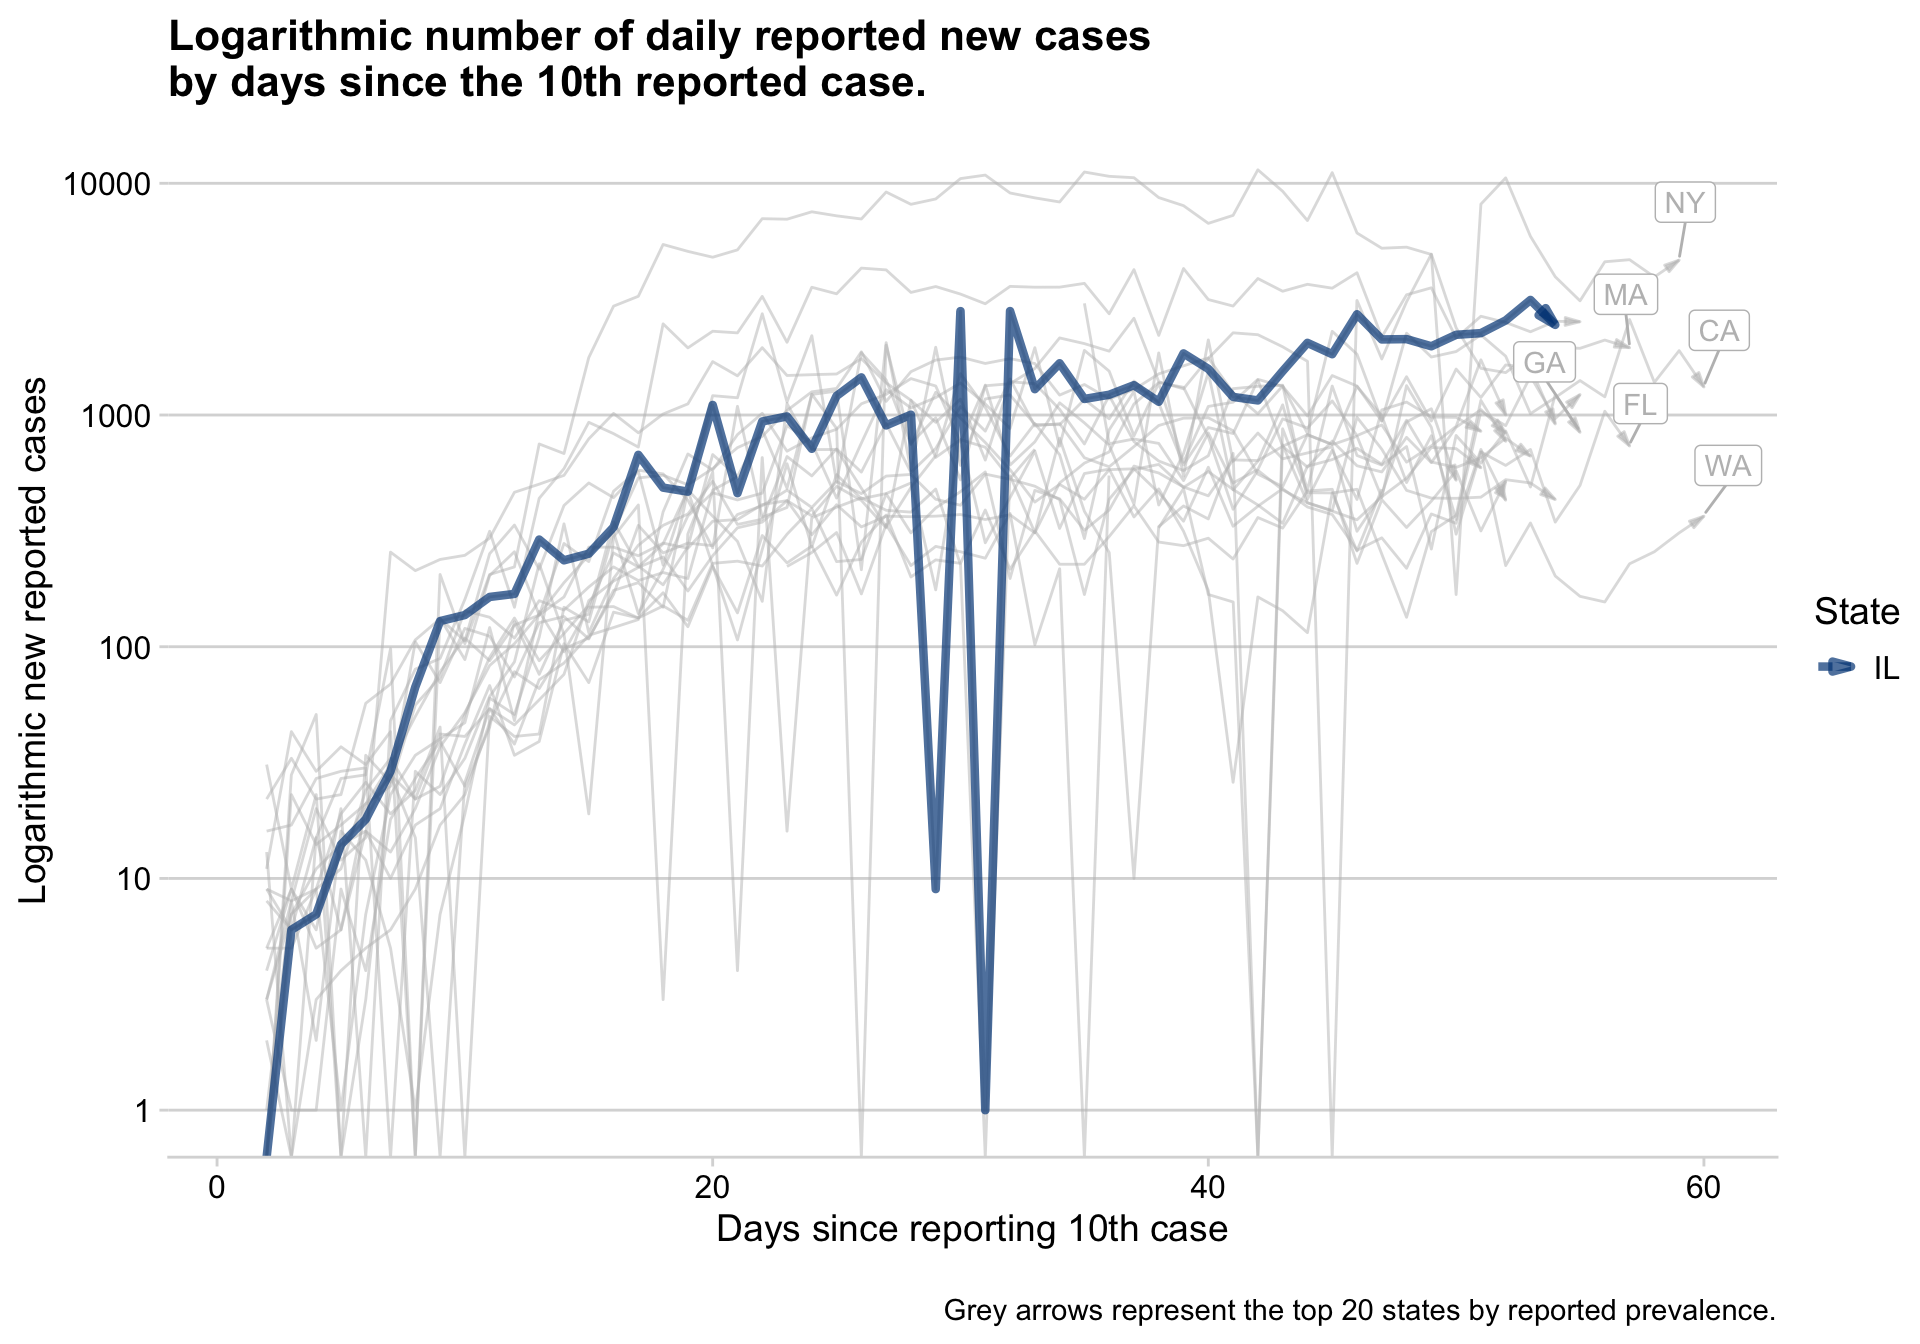 Logarithmic number of daily reported new cases
by days since the 10th reported case.
Logarithmic new reported cases
10000
1000
100
10
1
NY
MA
CA
GA
FL
WA
State
IL
0
20
40
60
Days since reporting 10th case
Grey arrows represent the top 20 states by reported prevalence.